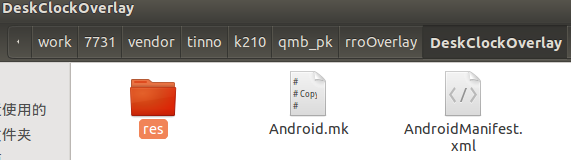 DeskClockOverlay
work 7731 vendor tinno k210 qmb_pk rroOverlay DeskClockOverlay
使用的
文件夹
#
# Copy
#
#
res
Android.mk
AndroidManifest.
xml